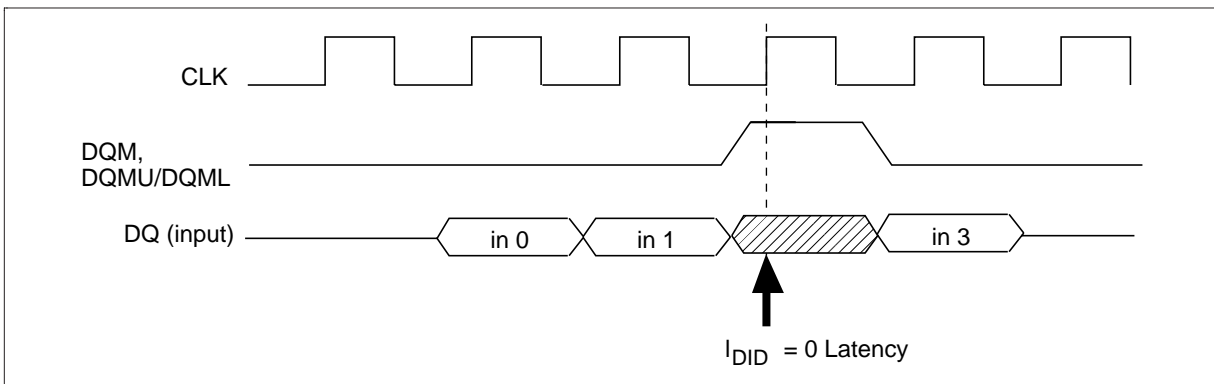 CLK
DQM,
DQMU/DQML
DQ (input)
in 0
in 1
in 3
IDID = 0 Latency